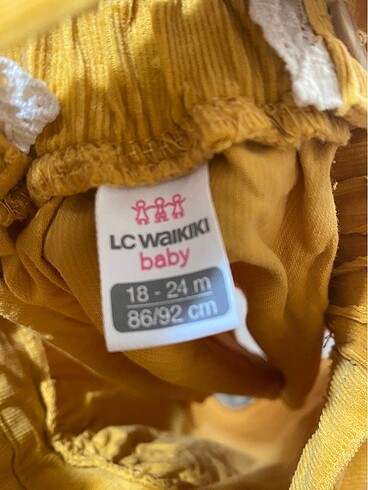 LC WAIKIKI
baby
18 - 24 m
86/92 cm